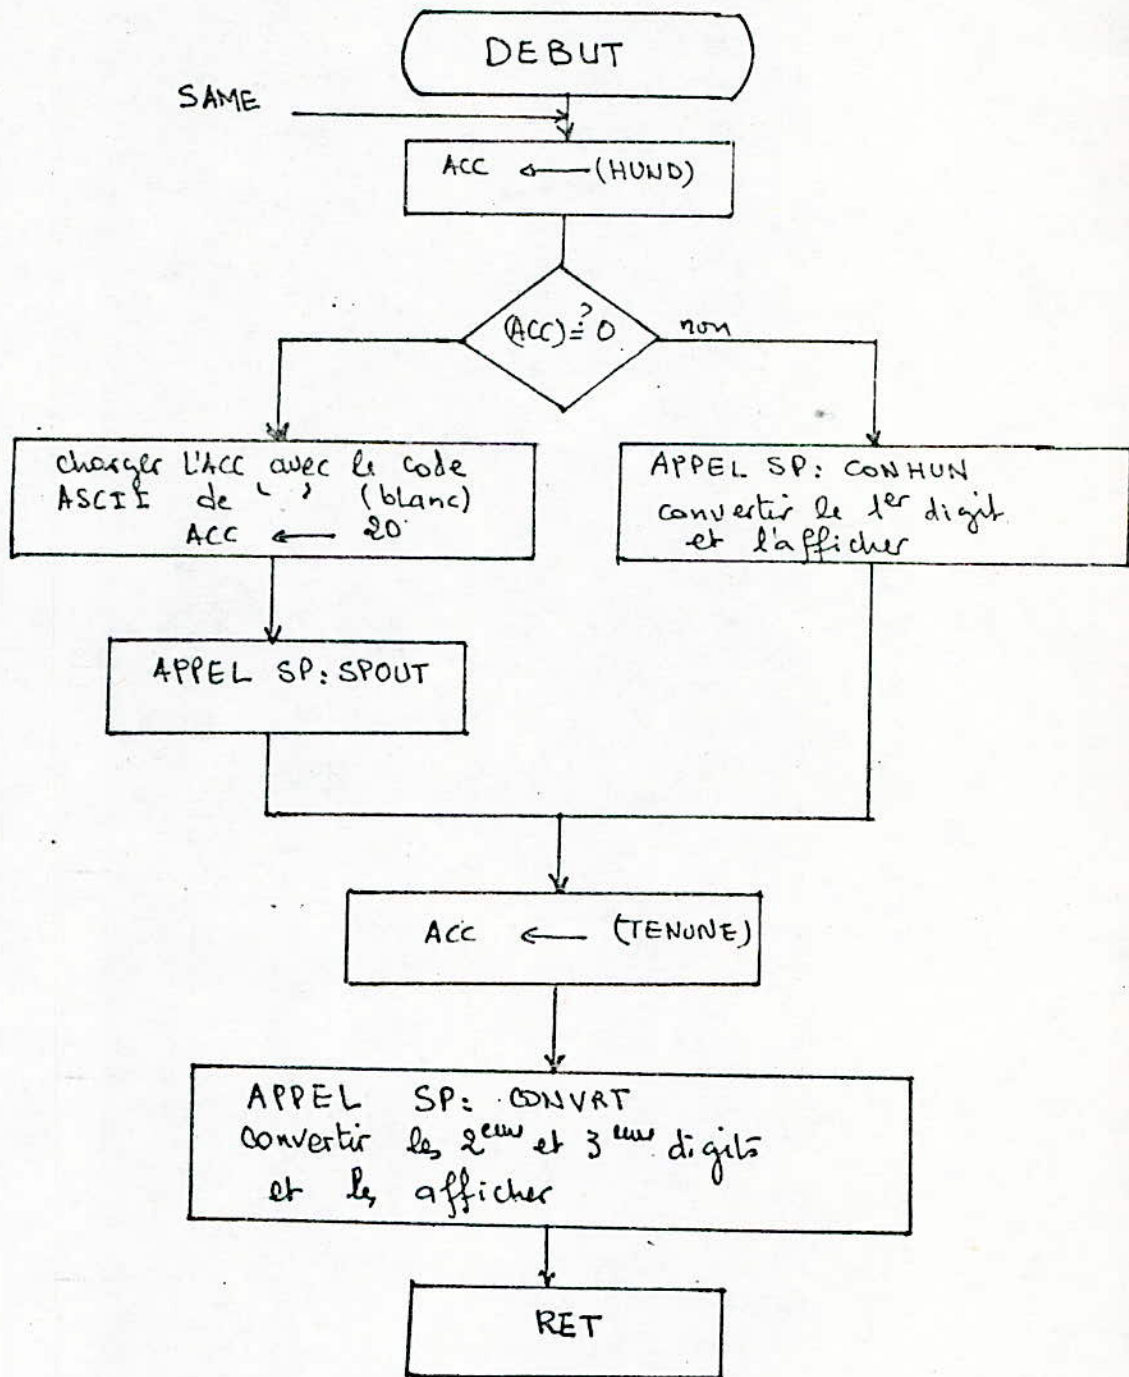 DEBUT
SAME
ACC ← (HUND)
(ACC) ≟ 0
non
charger L'ACC avec le code
ASCII de ' ' (blanc)
ACC ← 20
APPEL SP: CONHUN
convertir le 1er digit
et l'afficher
APPEL SP: SPOUT
ACC ← (TENUNE)
APPEL SP: CONVRT
convertir les 2eme et 3eme digits
et les afficher
RET